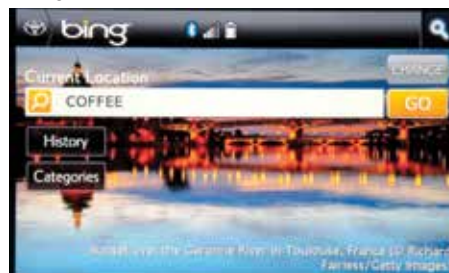 bing
Current Location
CHANGE
COFFEE
GO
History
Categories
Sunset over the Garonne River in Toulouse, France (c) Richard
Fairless/Getty Images